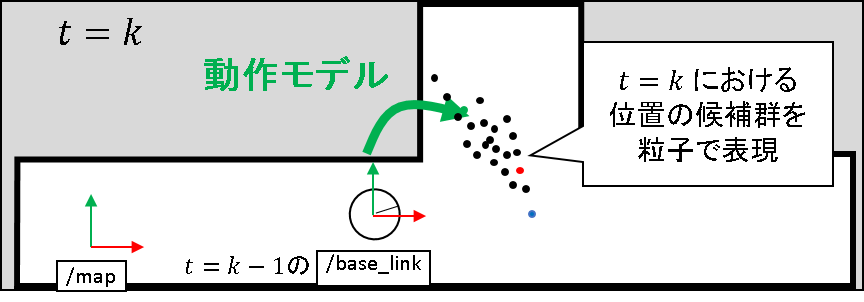 t = k
動作モデル
t = k における
位置の候補群を
粒子で表現
/map
t = k − 1の
/base_link